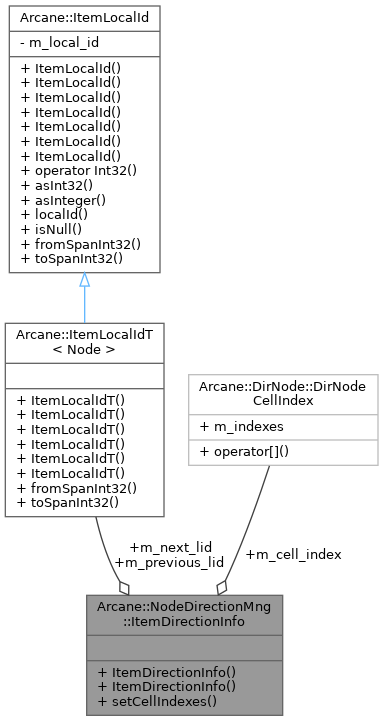 Arcane::ItemLocalId
- m_local_id
+ ItemLocalId()
+ ItemLocalId()
+ ItemLocalId()
+ ItemLocalId()
+ ItemLocalId()
+ ItemLocalId()
+ ItemLocalId()
+ operator Int32()
+ asInt32()
+ asInteger()
+ localId()
+ isNull()
+ fromSpanInt32()
+ toSpanInt32()
Arcane::ItemLocalIdT
< Node >
+ ItemLocalIdT()
+ ItemLocalIdT()
+ ItemLocalIdT()
+ ItemLocalIdT()
+ ItemLocalIdT()
+ ItemLocalIdT()
+ fromSpanInt32()
+ toSpanInt32()
Arcane::DirNode::DirNode
CellIndex
+ m_indexes
+ operator[]()
+m_next_lid
+m_previous_lid
+m_cell_index
Arcane::NodeDirectionMng
::ItemDirectionInfo
+ ItemDirectionInfo()
+ ItemDirectionInfo()
+ setCellIndexes()